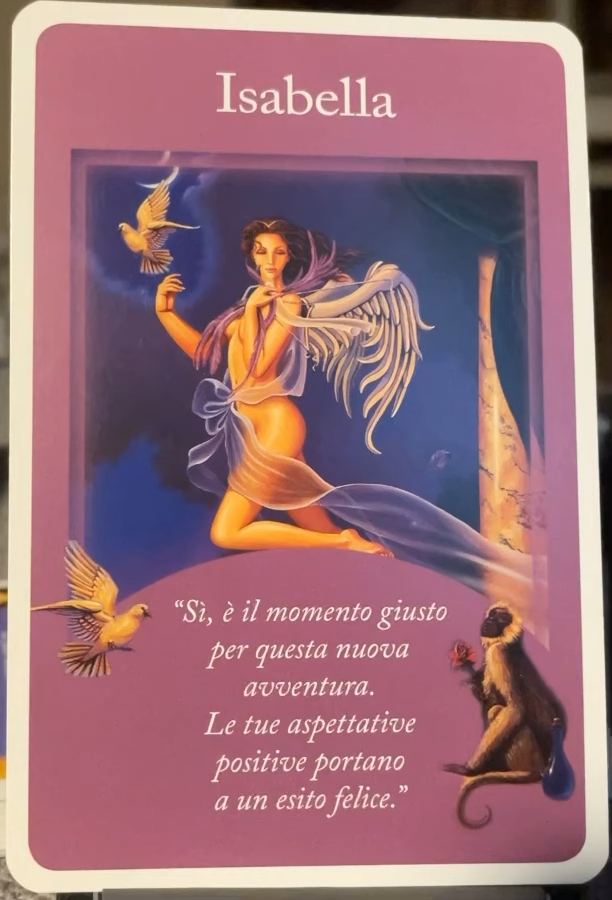 Isabella
“Sì, è il momento giusto
per questa nuova
avventura.
Le tue aspettative
positive portano
a un esito felice.”